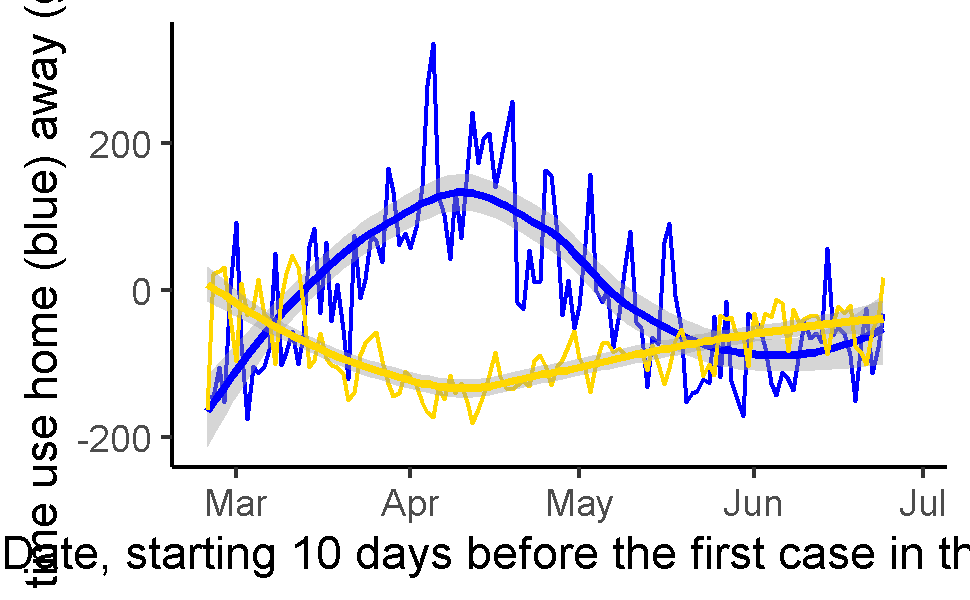 time use home (blue) away (g
200
0
-200
Mar Apr May Jun Jul
Date, starting 10 days before the first case in th